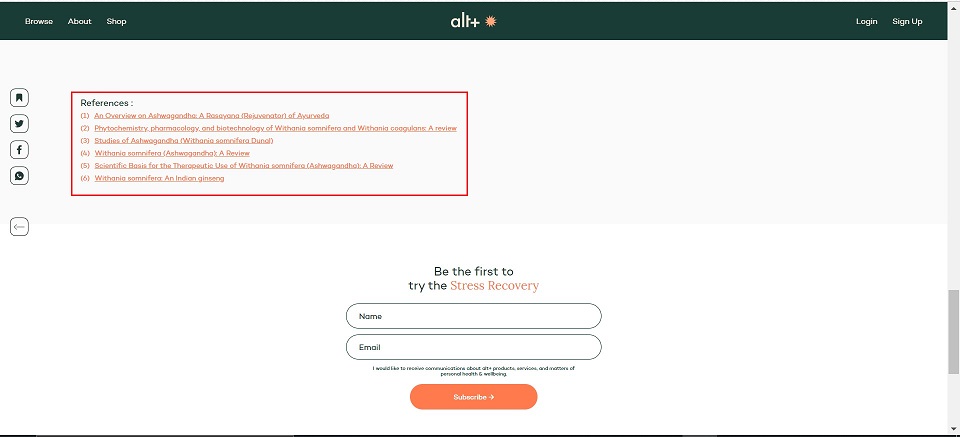 Browse About Shop alt+ Login Sign Up
References :
(1) An Overview on Ashwagandha: A Rasayana (Rejuvenator) of Ayurveda
(2) Phytochemistry, pharmacology, and biotechnology of Withania somnifera and Withania coagulans: A review
(3) Studies of Ashwagandha (Withania somnifera Dunal)
(4) Withania somnifera (Ashwagandha): A Review
(5) Scientific Basis for the Therapeutic Use of Withania somnifera (Ashwagandha): A Review
(6) Withania somnifera: An Indian ginseng
Be the first to
try the Stress Recovery
Name
Email
I would like to receive communications about alt+ products, services, and matters of
personal health & wellbeing.
Subscribe →